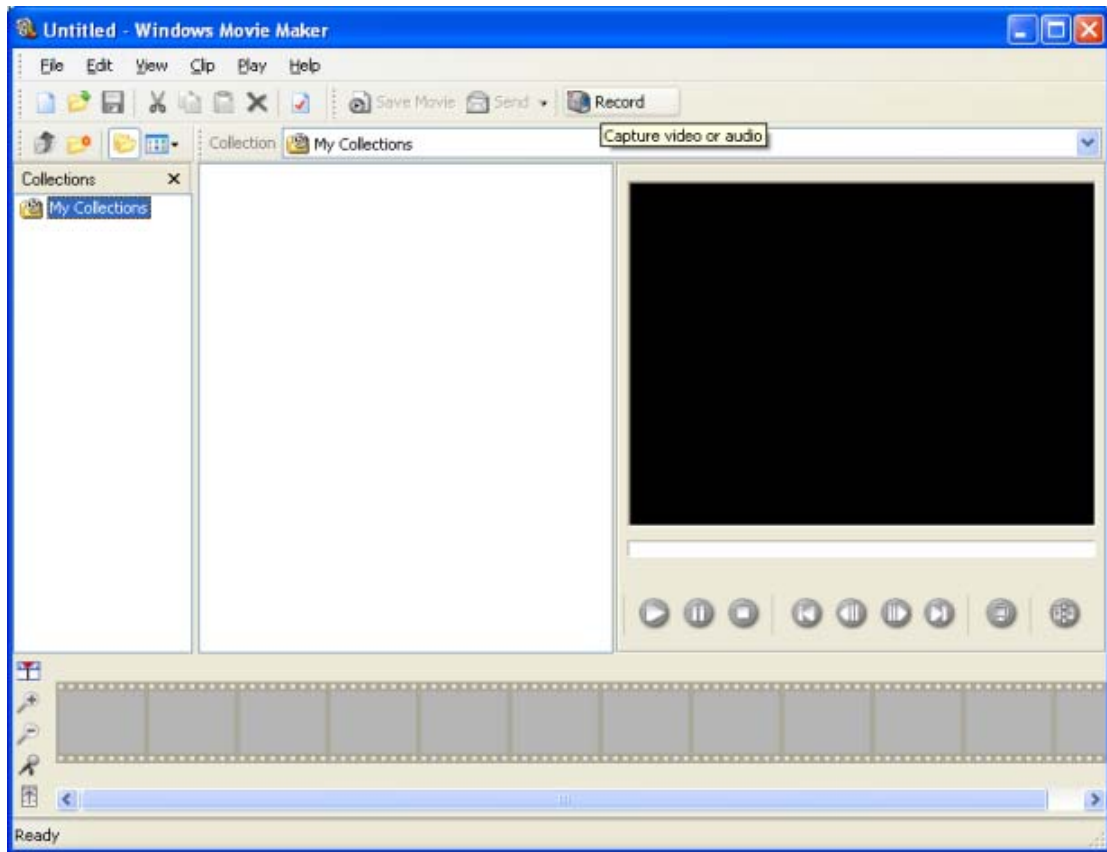 Untitled - Windows Movie Maker
File Edit View Clip Play Help
Save Movie Send Record
Capture video or audio
Collection My Collections
Collections
My Collections
Ready